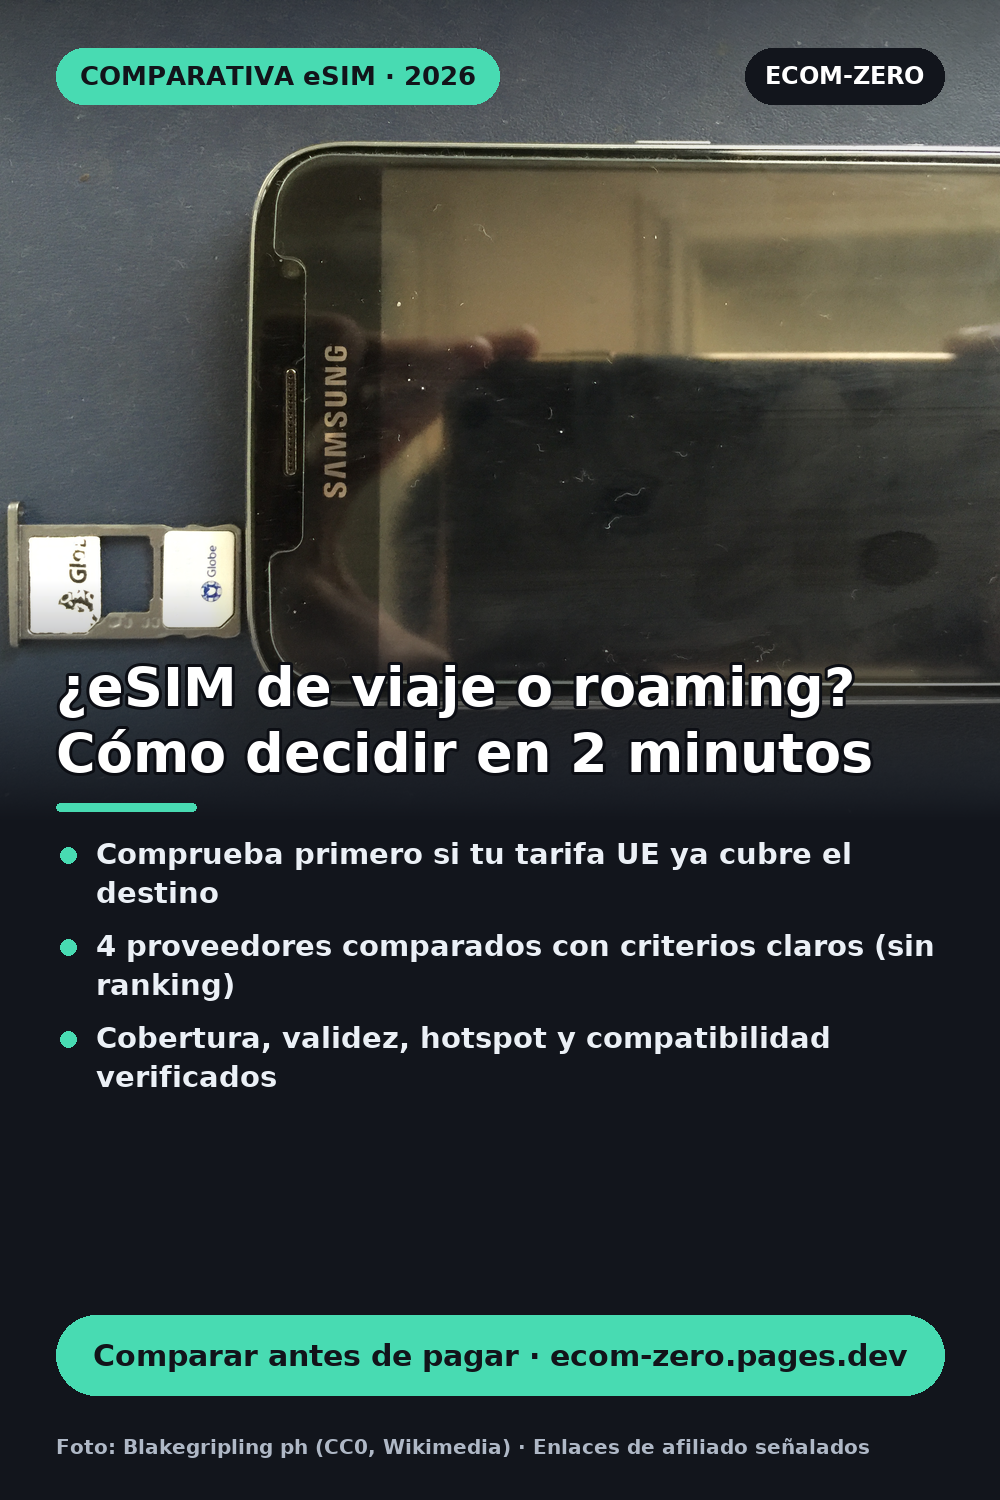 COMPARATIVA eSIM · 2026
ECOM-ZERO
SAMSUNG
Glo
Globe
¿eSIM de viaje o roaming?
Cómo decidir en 2 minutos
Comprueba primero si tu tarifa UE ya cubre el
destino
4 proveedores comparados con criterios claros (sin
ranking)
Cobertura, validez, hotspot y compatibilidad
verificados
Comparar antes de pagar · ecom-zero.pages.dev
Foto: Blakegripling ph (CC0, Wikimedia) · Enlaces de afiliado señalados